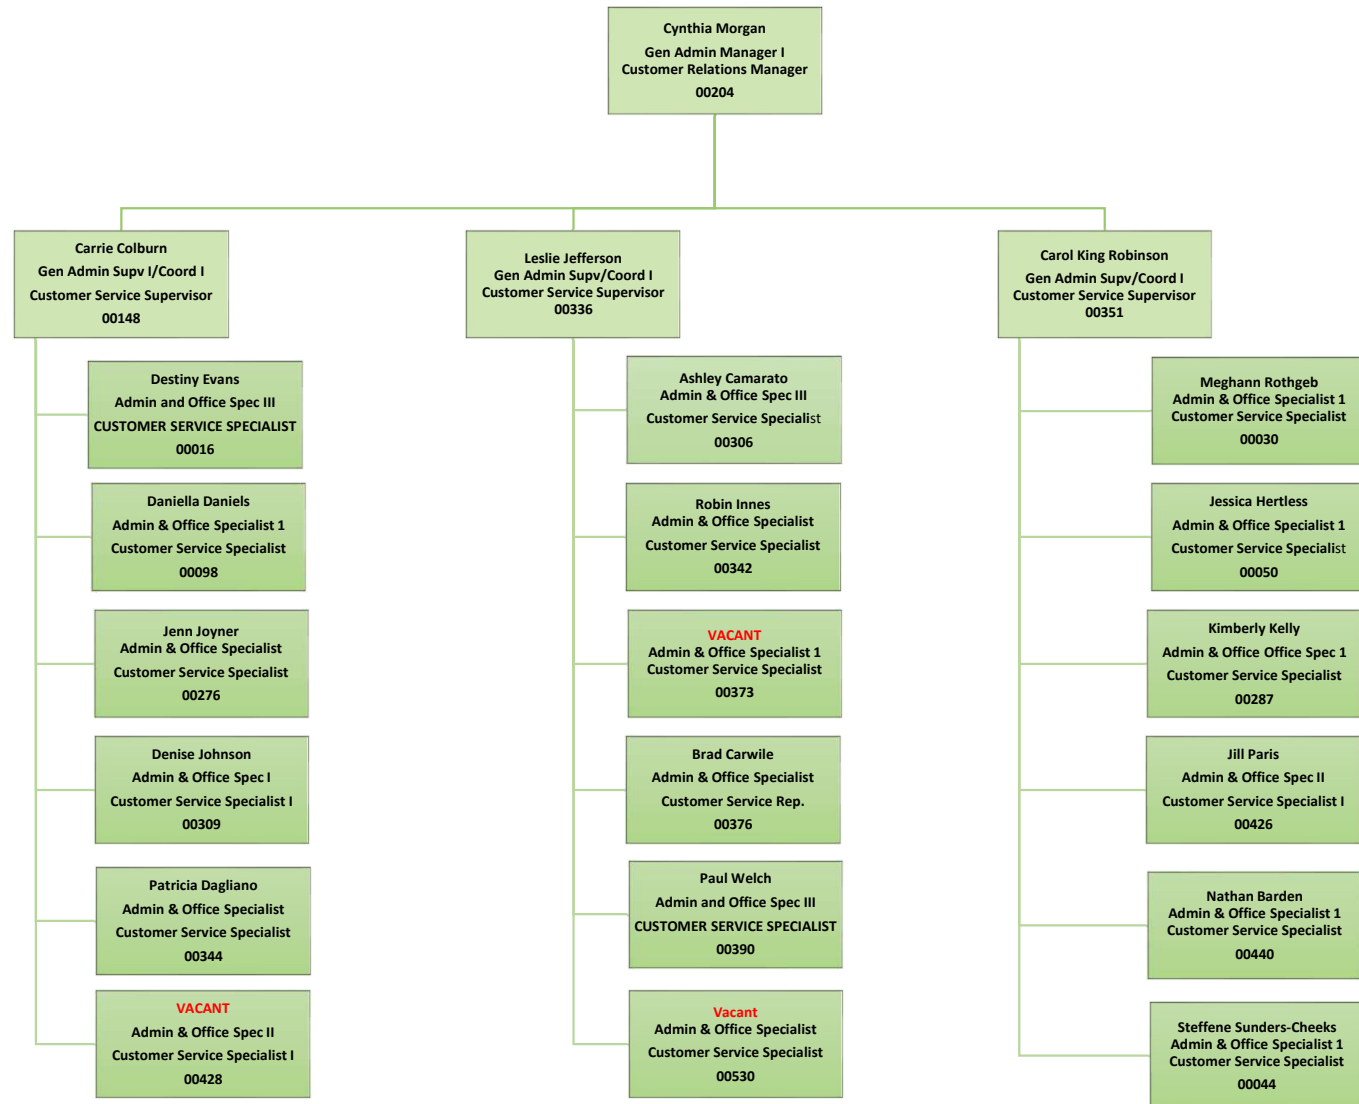 Cynthia Morgan
Gen Admin Manager I
Customer Relations Manager
00204
Carrie Colburn
Gen Admin Supv I/Coord I
Customer Service Supervisor
00148
Destiny Evans
Admin and Office Spec III
CUSTOMER SERVICE SPECIALIST
00016
Daniella Daniels
Admin & Office Specialist 1
Customer Service Specialist
00098
Jenn Joyner
Admin & Office Specialist
Customer Service Specialist
00276
Denise Johnson
Admin & Office Spec I
Customer Service Specialist I
00309
Patricia Dagliano
Admin & Office Specialist
Customer Service Specialist
00344
VACANT
Admin & Office Spec II
Customer Service Specialist I
00428
Leslie Jefferson
Gen Admin Supv/Coord I
Customer Service Supervisor
00336
Ashley Camarato
Admin & Office Spec III
Customer Service Specialist
00306
Robin Innes
Admin & Office Specialist
Customer Service Specialist
00342
VACANT
Admin & Office Specialist 1
Customer Service Specialist
00373
Brad Carwile
Admin & Office Specialist
Customer Service Rep.
00376
Paul Welch
Admin and Office Spec III
CUSTOMER SERVICE SPECIALIST
00390
Vacant
Admin & Office Specialist
Customer Service Specialist
00530
Carol King Robinson
Gen Admin Supv/Coord I
Customer Service Supervisor
00351
Meghann Rothgeb
Admin & Office Specialist 1
Customer Service Specialist
00030
Jessica Hertless
Admin & Office Specialist 1
Customer Service Specialist
00050
Kimberly Kelly
Admin & Office Office Spec 1
Customer Service Specialist
00287
Jill Paris
Admin & Office Spec II
Customer Service Specialist I
00426
Nathan Barden
Admin & Office Specialist 1
Customer Service Specialist
00440
Steffene Sunders-Cheeks
Admin & Office Specialist 1
Customer Service Specialist
00044